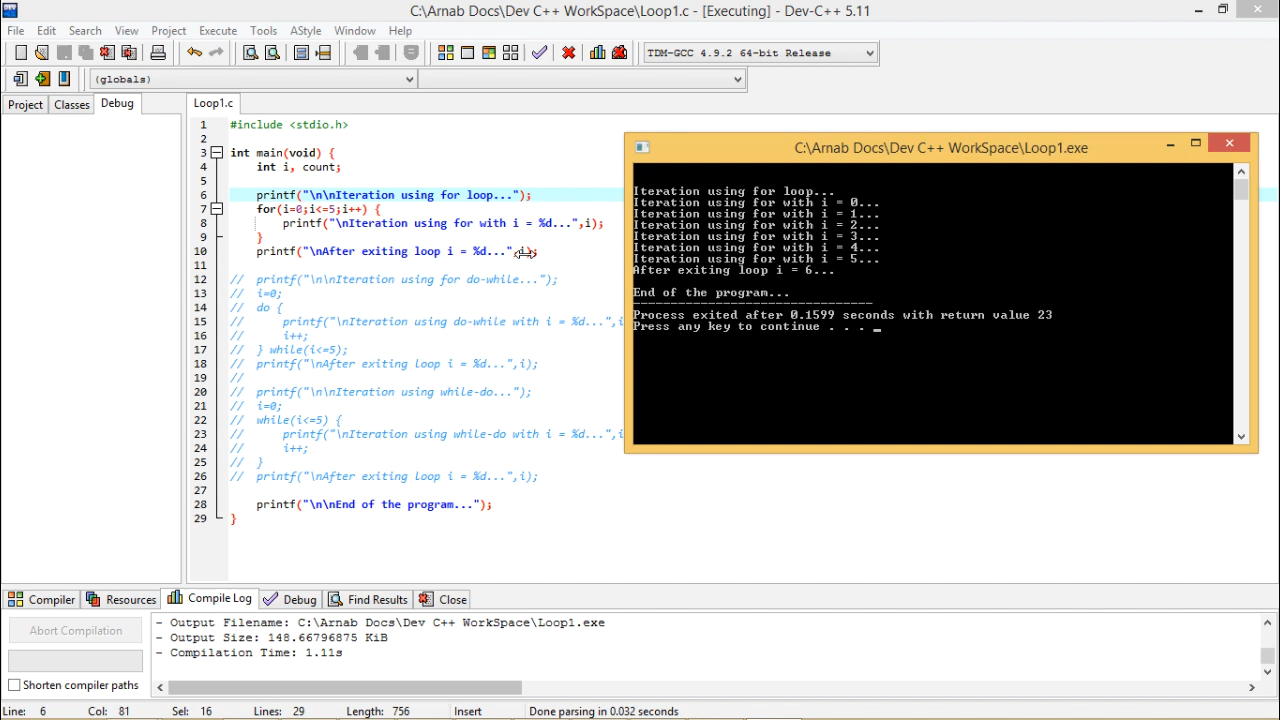 C:\Arnab Docs\Dev C++ WorkSpace\Loop1.c - [Executing] - Dev-C++ 5.11
File Edit Search View Project Execute Tools AStyle Window Help
TDM-GCC 4.9.2 64-bit Release
(globals)
Project Classes Debug
Loop1.c
1 #include <stdio.h>
2
3 int main(void) {
4 int i, count;
5
6 printf("\n\nIteration using for loop...");
7 for(i=0;i<=5;i++) {
8 printf("\nIteration using for with i = %d...",i);
9 }
10 printf("\nAfter exiting loop i = %d...",i);
11
12 // printf("\n\nIteration using for do-while...");
13 // i=0;
14 // do {
15 // printf("\nIteration using do-while with i = %d...",i
16 // i++;
17 // } while(i<=5);
18 // printf("\nAfter exiting loop i = %d...",i);
19 //
20 // printf("\n\nIteration using while-do...");
21 // i=0;
22 // while(i<=5) {
23 // printf("\nIteration using while-do with i = %d...",i
24 // i++;
25 // }
26 // printf("\nAfter exiting loop i = %d...",i);
27
28 printf("\n\nEnd of the program...");
29 }
C:\Arnab Docs\Dev C++ WorkSpace\Loop1.exe
Iteration using for loop...
Iteration using for with i = 0...
Iteration using for with i = 1...
Iteration using for with i = 2...
Iteration using for with i = 3...
Iteration using for with i = 4...
Iteration using for with i = 5...
After exiting loop i = 6...
End of the program...
--------------------------------
Process exited after 0.1599 seconds with return value 23
Press any key to continue . . . _
Compiler Resources Compile Log Debug Find Results Close
Abort Compilation
Shorten compiler paths
- Output Filename: C:\Arnab Docs\Dev C++ WorkSpace\Loop1.exe
- Output Size: 148.66796875 KiB
- Compilation Time: 1.11s
Line: 6 Col: 81 Sel: 16 Lines: 29 Length: 756 Insert Done parsing in 0.032 seconds